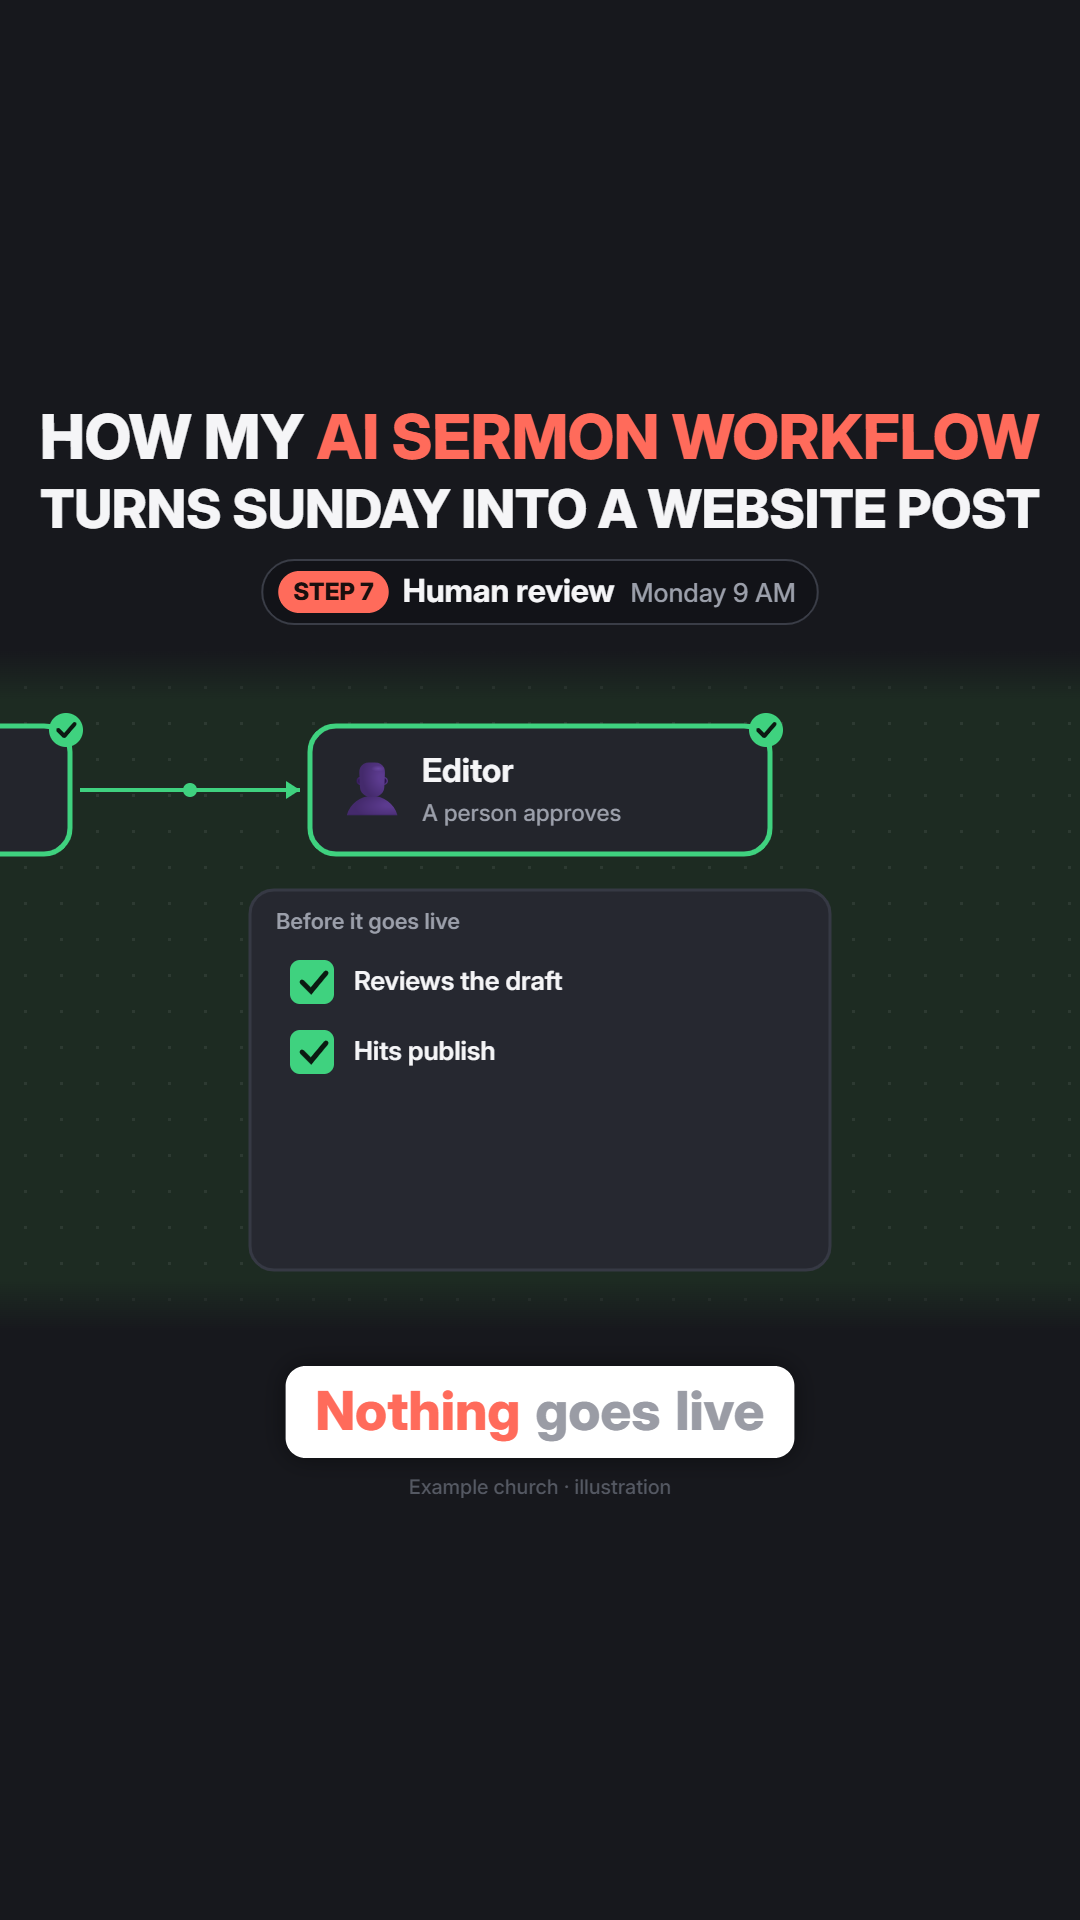 HOW MY AI SERMON WORKFLOW
TURNS SUNDAY INTO A WEBSITE POST
STEP 7 Human review Monday 9 AM
Editor
A person approves
Before it goes live
Reviews the draft
Hits publish
Nothing goes live
Example church · illustration